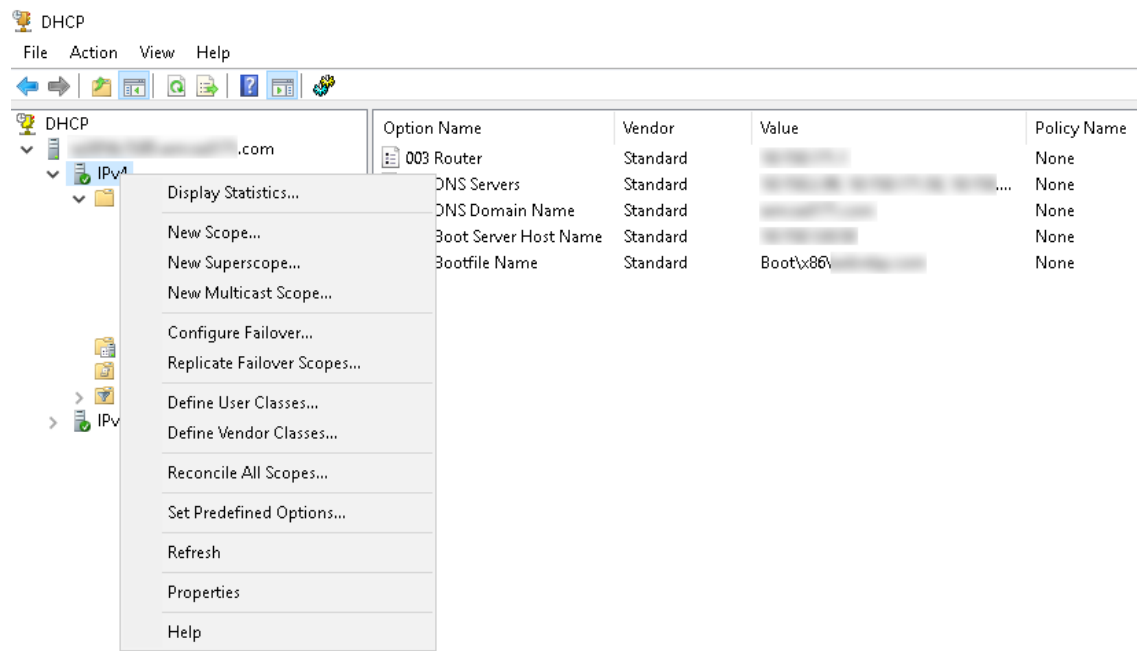 DHCP
File Action View Help
DHCP
.com
IPv4
IPv
Display Statistics...
New Scope...
New Superscope...
New Multicast Scope...
Configure Failover...
Replicate Failover Scopes...
Define User Classes...
Define Vendor Classes...
Reconcile All Scopes...
Set Predefined Options...
Refresh
Properties
Help
Option Name Vendor Value Policy Name
003 Router Standard None
DNS Servers Standard ... None
DNS Domain Name Standard None
Boot Server Host Name Standard None
Bootfile Name Standard Boot\x86\ None